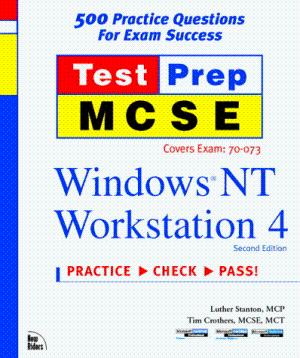 500 Practice Questions
For Exam Success
Test Prep
MCSE
Covers Exam: 70-073
Windows® NT
Workstation 4
Second Edition
PRACTICE ▶ CHECK ▶ PASS!
Luther Stanton, MCP
Tim Crothers, MCSE, MCT
New
Riders